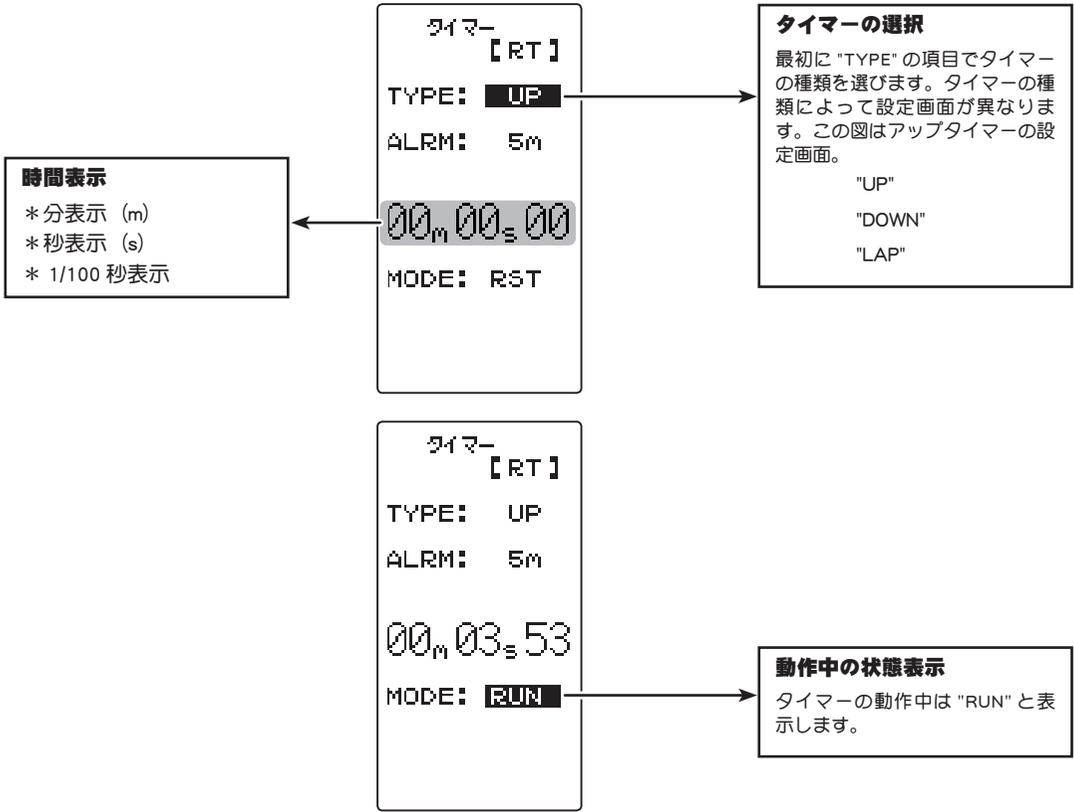 タイマー
[RT]
TYPE: UP
ALRM: 5m
00m00s00
MODE: RST
時間表示
＊分表示（m）
＊秒表示（s）
＊ 1/100 秒表示
タイマーの選択
最初に "TYPE" の項目でタイマー
の種類を選びます。タイマーの種
類によって設定画面が異なりま
す。この図はアップタイマーの設
定画面。
"UP"
"DOWN"
"LAP"
タイマー
[RT]
TYPE: UP
ALRM: 5m
00m03s53
MODE: RUN
動作中の状態表示
タイマーの動作中は "RUN" と表
示します。